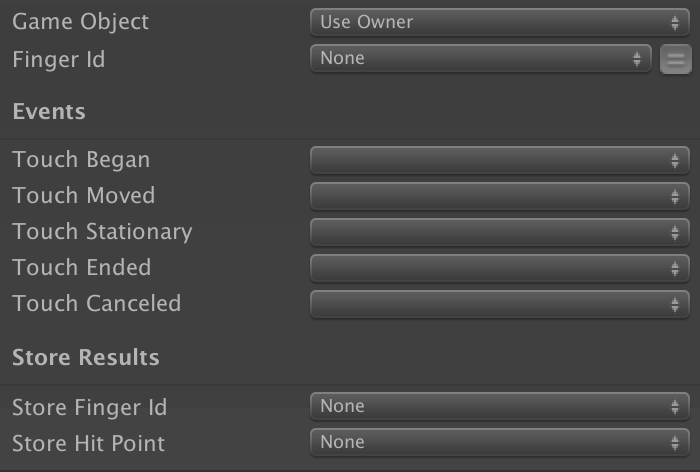 Game Object Use Owner
Finger Id None
Events
Touch Began
Touch Moved
Touch Stationary
Touch Ended
Touch Canceled
Store Results
Store Finger Id None
Store Hit Point None